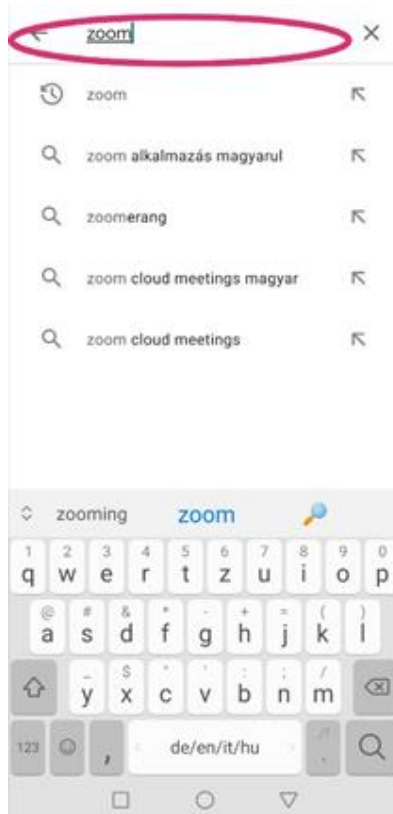 zoom
zoom
zoom alkalmazás magyarul
zoomerang
zoom cloud meetings magyar
zoom cloud meetings
zooming zoom
1 2 3 4 5 6 7 8 9 0
q w e r t z u i o p
@ # & * - + = ( )
a s d f g h j k l
_ $ " ' : ; /
y x c v b n m
123 , de/en/it/hu .